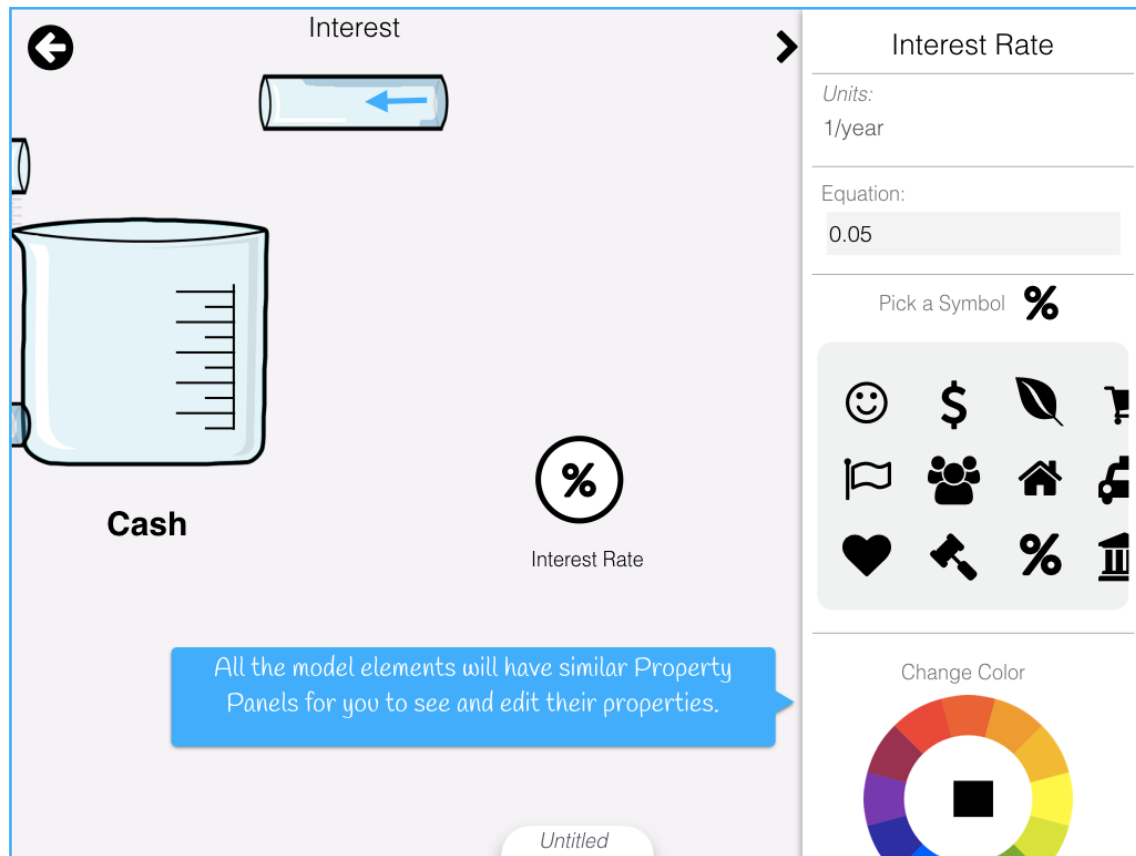 Interest
Cash
%
Interest Rate
All the model elements will have similar Property
Panels for you to see and edit their properties.
Untitled
Interest Rate
Units:
1/year
Equation:
0.05
Pick a Symbol %
$
%
Change Color